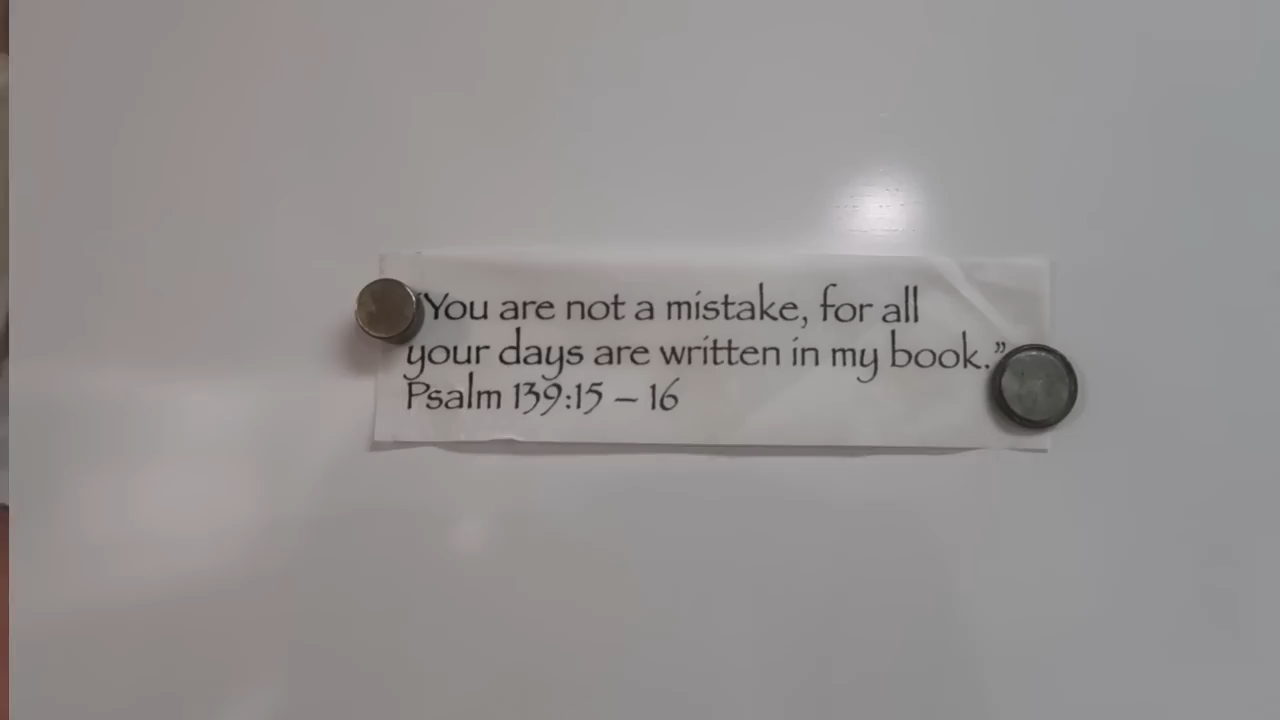 “You are not a mistake, for all
your days are written in my book.”
Psalm 139:15 – 16